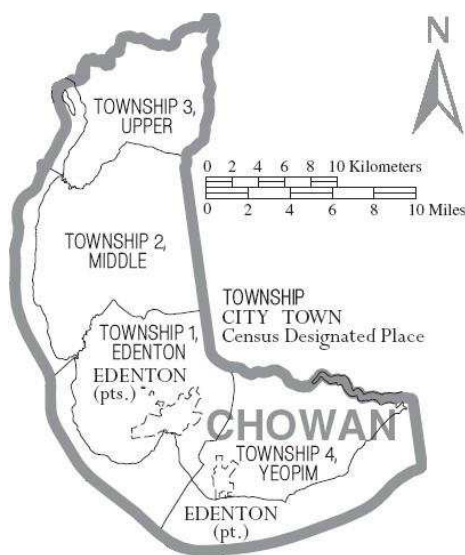 N
TOWNSHIP 3,
UPPER
0 2 4 6 8 10 Kilometers
0 2 4 6 8 10 Miles
TOWNSHIP 2,
MIDDLE
TOWNSHIP
CITY TOWN
Census Designated Place
TOWNSHIP 1,
EDENTON
EDENTON
(pts.)
CHOWAN
TOWNSHIP 4,
YEOPIM
EDENTON
(pt.)